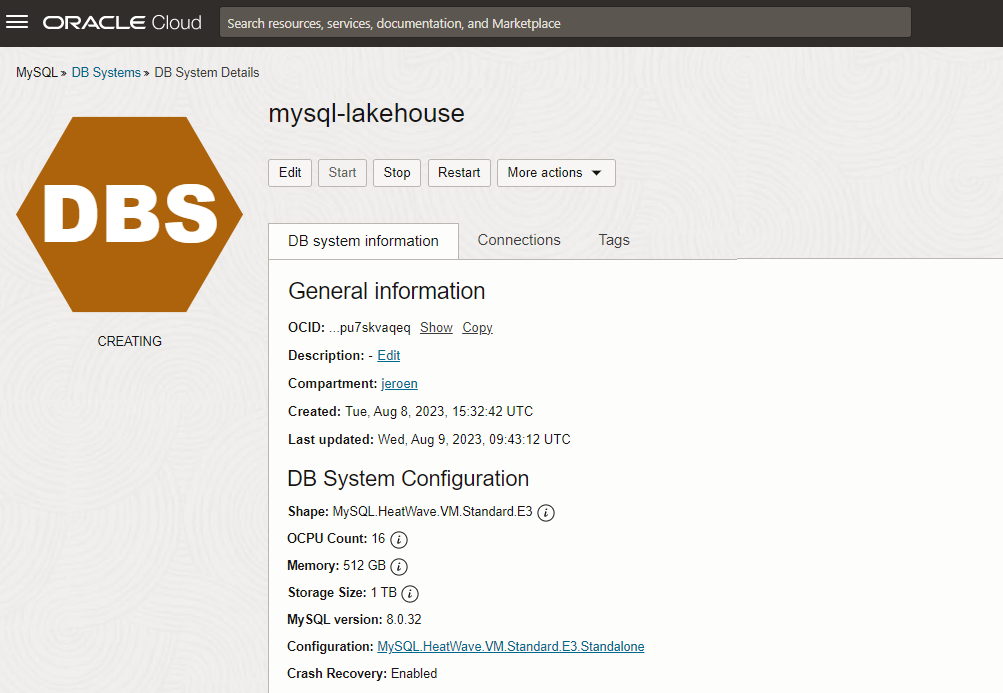 ORACLE Cloud Search resources, services, documentation, and Marketplace
MySQL » DB Systems » DB System Details
DBS
CREATING
mysql-lakehouse
Edit Start Stop Restart More actions
DB system information Connections Tags
General information
OCID: ...pu7skvaqeq Show Copy
Description: - Edit
Compartment: jeroen
Created: Tue, Aug 8, 2023, 15:32:42 UTC
Last updated: Wed, Aug 9, 2023, 09:43:12 UTC
DB System Configuration
Shape: MySQL.HeatWave.VM.Standard.E3 i
OCPU Count: 16 i
Memory: 512 GB i
Storage Size: 1 TB i
MySQL version: 8.0.32
Configuration: MySQL.HeatWave.VM.Standard.E3.Standalone
Crash Recovery: Enabled